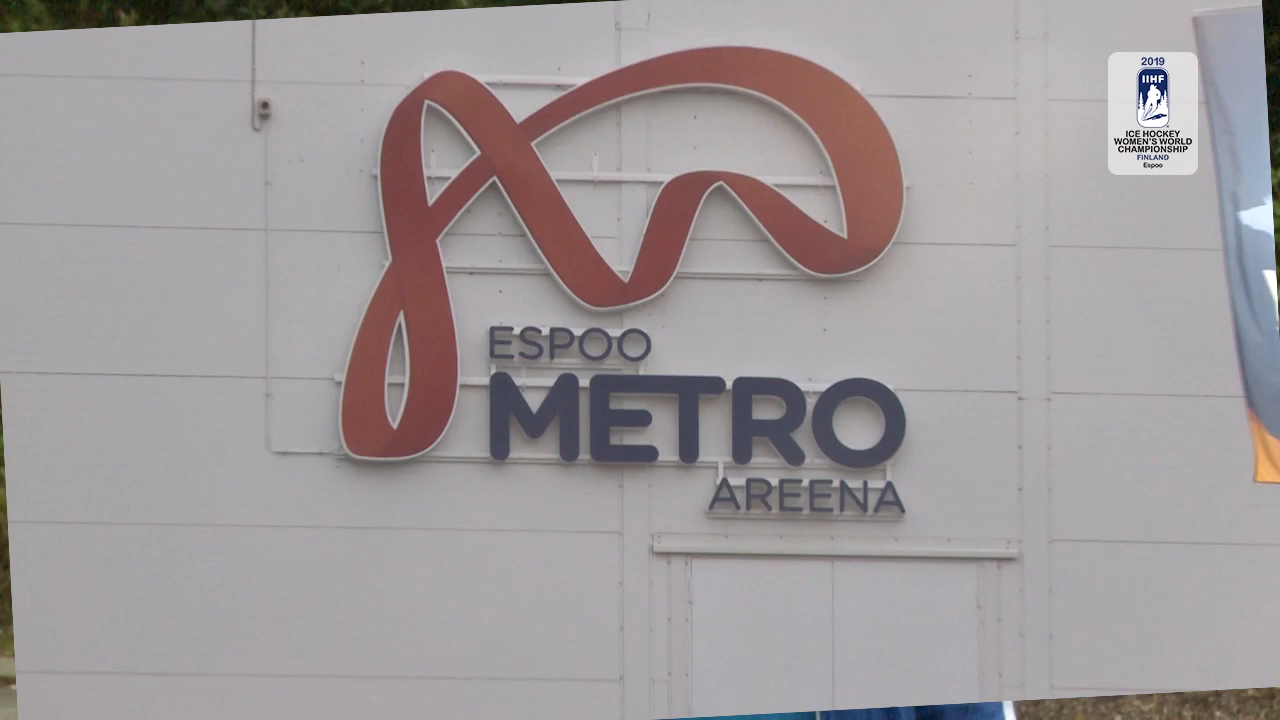 2019
IIHF
ICE HOCKEY
WOMEN'S WORLD
CHAMPIONSHIP
FINLAND
Espoo
ESPOO
METRO
AREENA